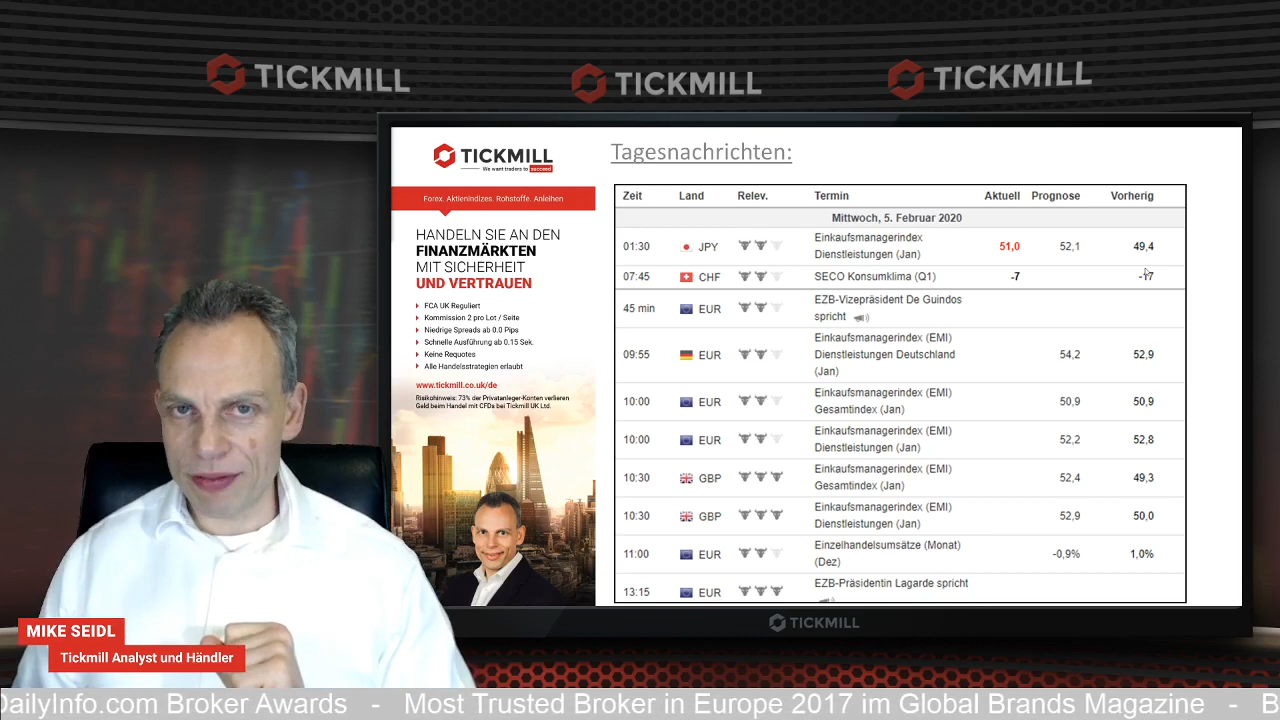 TICKMILL
TICKMILL
TICKMILL
TICKMILL
We want traders to succeed
Forex. Aktienindizes. Rohstoffe. Anleihen
HANDELN SIE AN DEN
FINANZMÄRKTEN
MIT SICHERHEIT
UND VERTRAUEN
FCA UK Reguliert
Kommission 2 pro Lot / Seite
Niedrige Spreads ab 0.0 Pips
Schnelle Ausführung ab 0.15 Sek.
Keine Requotes
Alle Handelsstrategien erlaubt
www.tickmill.co.uk/de
Risikohinweis: 73% der Privatanleger-Konten verlieren
Geld beim Handel mit CFDs bei Tickmill UK Ltd.
Tagesnachrichten:
Zeit Land Relev. Termin Aktuell Prognose Vorherig
Mittwoch, 5. Februar 2020
01:30 JPY Einkaufsmanagerindex
Dienstleistungen (Jan) 51,0 52,1 49,4
07:45 CHF SECO Konsumklima (Q1) -7 -17
45 min EUR EZB-Vizepräsident De Guindos
spricht
09:55 EUR Einkaufsmanagerindex (EMI)
Dienstleistungen Deutschland
(Jan) 54,2 52,9
10:00 EUR Einkaufsmanagerindex (EMI)
Gesamtindex (Jan) 50,9 50,9
10:00 EUR Einkaufsmanagerindex (EMI)
Dienstleistungen (Jan) 52,2 52,8
10:30 GBP Einkaufsmanagerindex (EMI)
Gesamtindex (Jan) 52,4 49,3
10:30 GBP Einkaufsmanagerindex (EMI)
Dienstleistungen (Jan) 52,9 50,0
11:00 EUR Einzelhandelsumsätze (Monat)
(Dez) -0,9% 1,0%
13:15 EUR EZB-Präsidentin Lagarde spricht
TICKMILL
MIKE SEIDL
Tickmill Analyst und Händler
DailyInfo.com Broker Awards - Most Trusted Broker in Europe 2017 im Global Brands Magazine - B